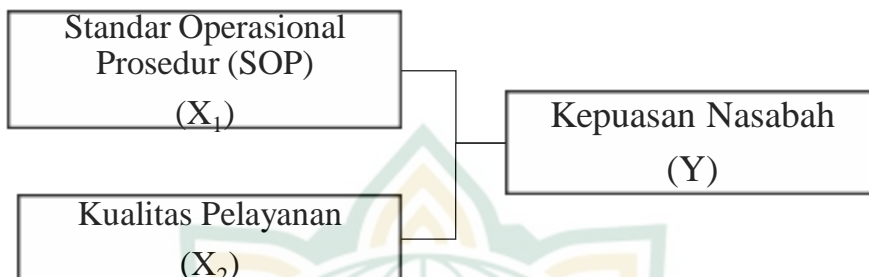 Standar Operasional
Prosedur (SOP)
(X₁)
Kepuasan Nasabah
(Y)
Kualitas Pelayanan
(X₂)